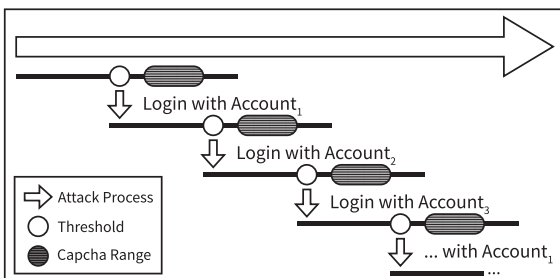 Login with Account₁
Login with Account₂
Login with Account₃
... with Account₁
...
Attack Process
Threshold
Capcha Range